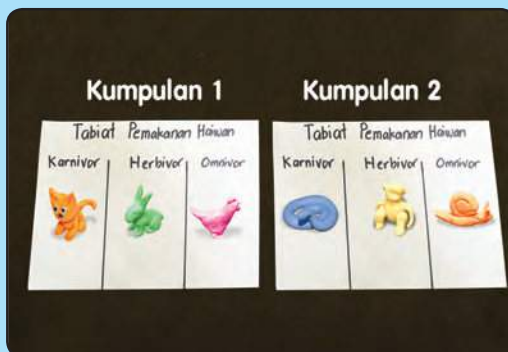 Kumpulan 1
Tabiat Pemakanan Haiwan
Karnivor Herbivor Omnivor
Kumpulan 2
Tabiat Pemakanan Haiwan
Karnivor Herbivor Omnivor